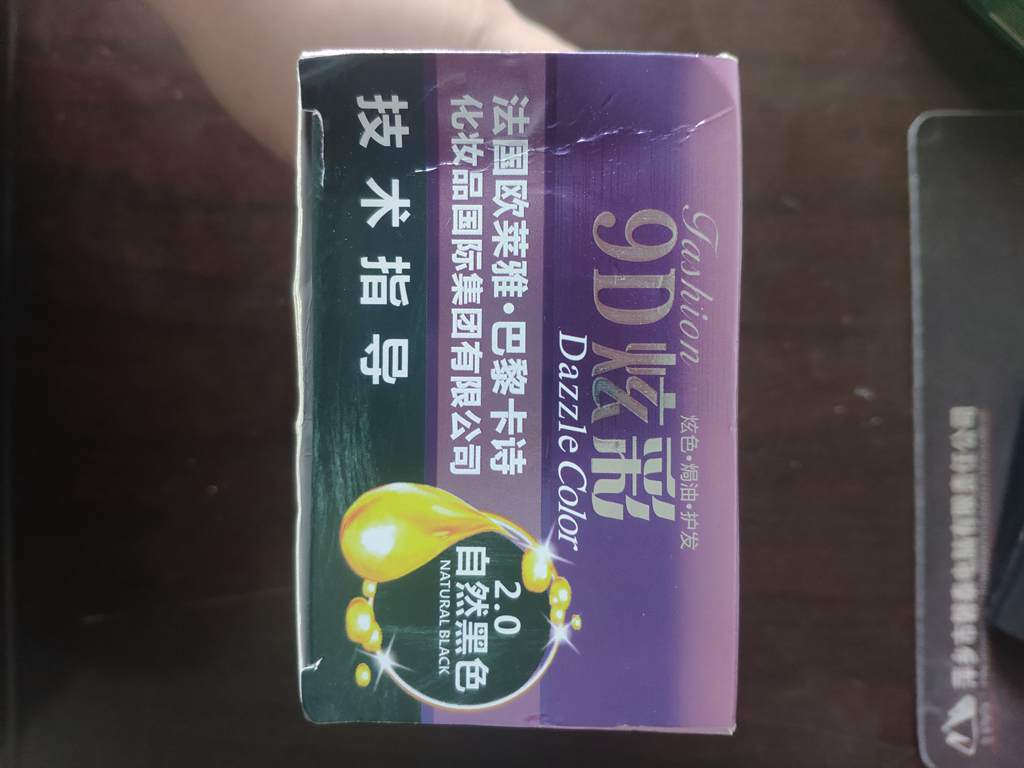 Fashion
炫色·焗油·护发
9D炫彩
Dazzle Color
法国欧莱雅·巴黎卡诗
化妆品国际集团有限公司
技术指导
2.0
自然黑色
NATURAL BLACK